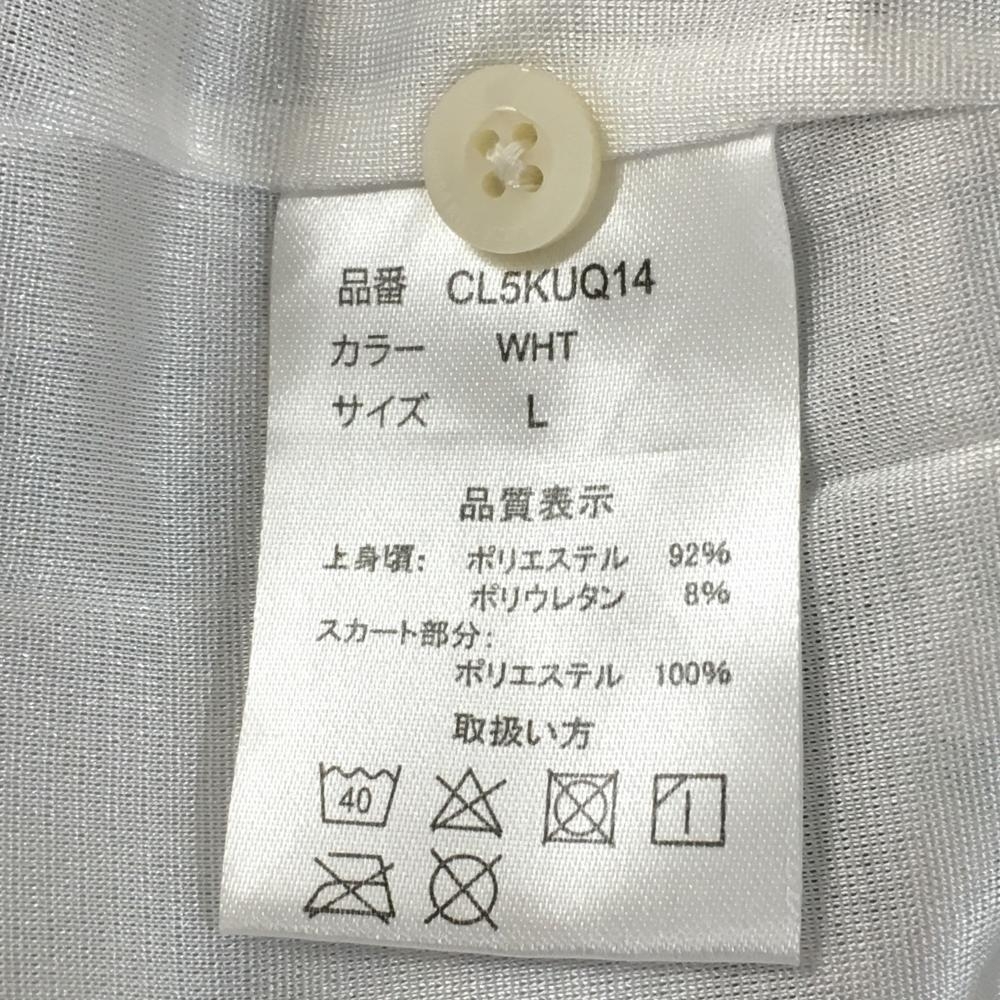 品番 CL5KUQ14
カラー WHT
サイズ L
品質表示
上身頃: ポリエステル 92%
ポリウレタン 8%
スカート部分:
ポリエステル 100%
取扱い方
40